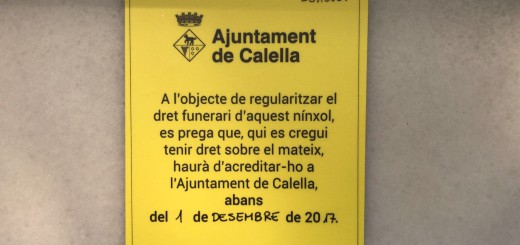 Ajuntament
de Calella
A l'objecte de regularitzar el
dret funerari d'aquest nínxol,
es prega que, qui es cregui
tenir dret sobre el mateix,
haurà d'acreditar-ho a
l'Ajuntament de Calella,
abans
del 1 de DESEMBRE de 2017.